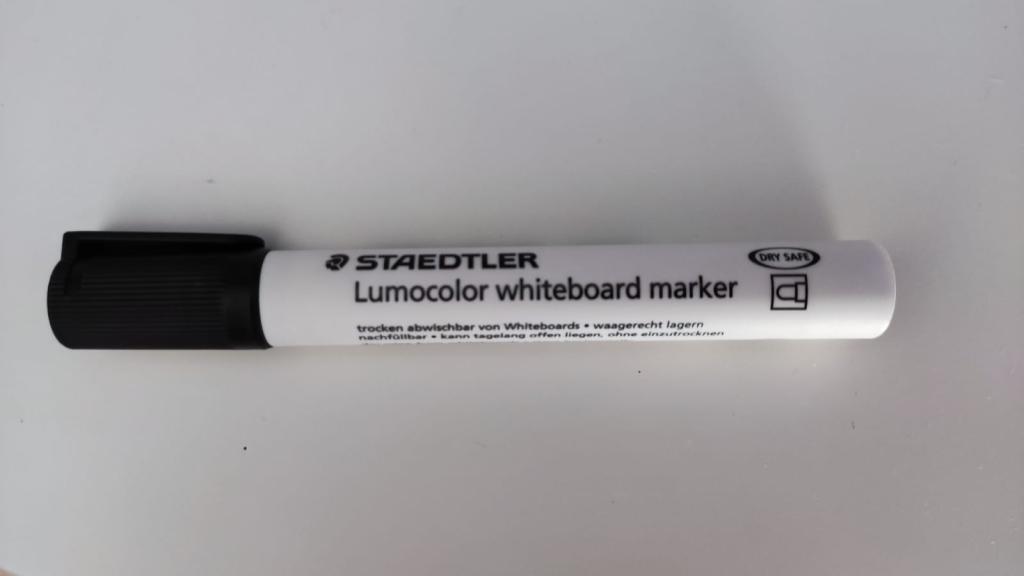 STAEDTLER
DRY SAFE
Lumocolor whiteboard marker
trocken abwischbar von Whiteboards • waagerecht lagern
nachfüllbar • kann tagelang offen liegen, ohne einzutrocknen